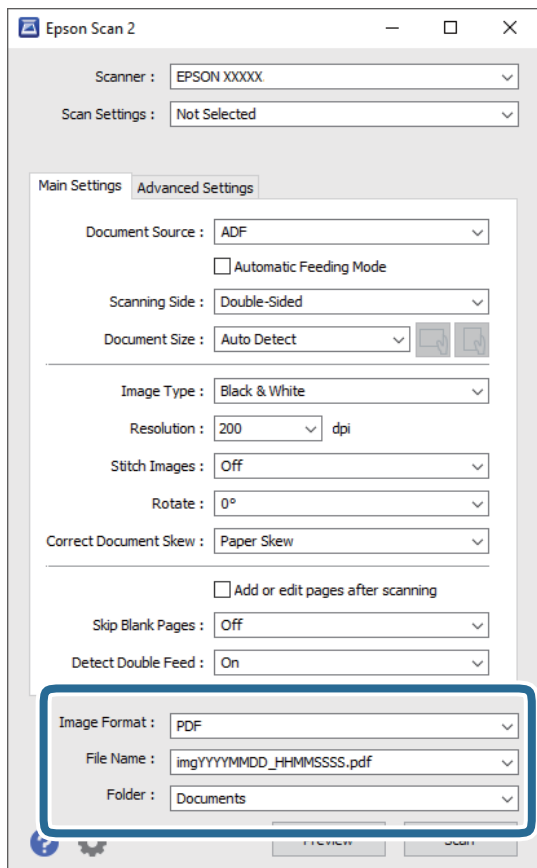 Epson Scan 2
Scanner : EPSON XXXXX
Scan Settings : Not Selected
Main Settings Advanced Settings
Document Source : ADF
Automatic Feeding Mode
Scanning Side : Double-Sided
Document Size : Auto Detect
Image Type : Black & White
Resolution : 200 dpi
Stitch Images : Off
Rotate : 0°
Correct Document Skew : Paper Skew
Add or edit pages after scanning
Skip Blank Pages : Off
Detect Double Feed : On
Image Format : PDF
File Name : imgYYYYMMDD_HHMMSSSS.pdf
Folder : Documents
? Preview Scan